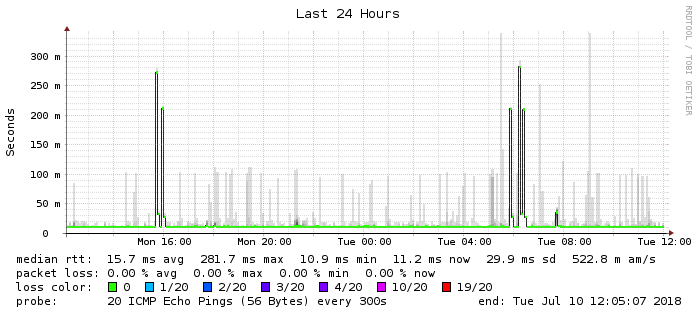 Last 24 Hours
RRDTOOL / TOBI OETIKER
Seconds
300 m
250 m
200 m
150 m
100 m
50 m
0
Mon 16:00 Mon 20:00 Tue 00:00 Tue 04:00 Tue 08:00 Tue 12:00
median rtt: 15.7 ms avg 281.7 ms max 10.9 ms min 11.2 ms now 29.9 ms sd 522.8 m am/s
packet loss: 0.00 % avg 0.00 % max 0.00 % min 0.00 % now
loss color: 0 1/20 2/20 3/20 4/20 10/20 19/20
probe: 20 ICMP Echo Pings (56 Bytes) every 300s end: Tue Jul 10 12:05:07 2018